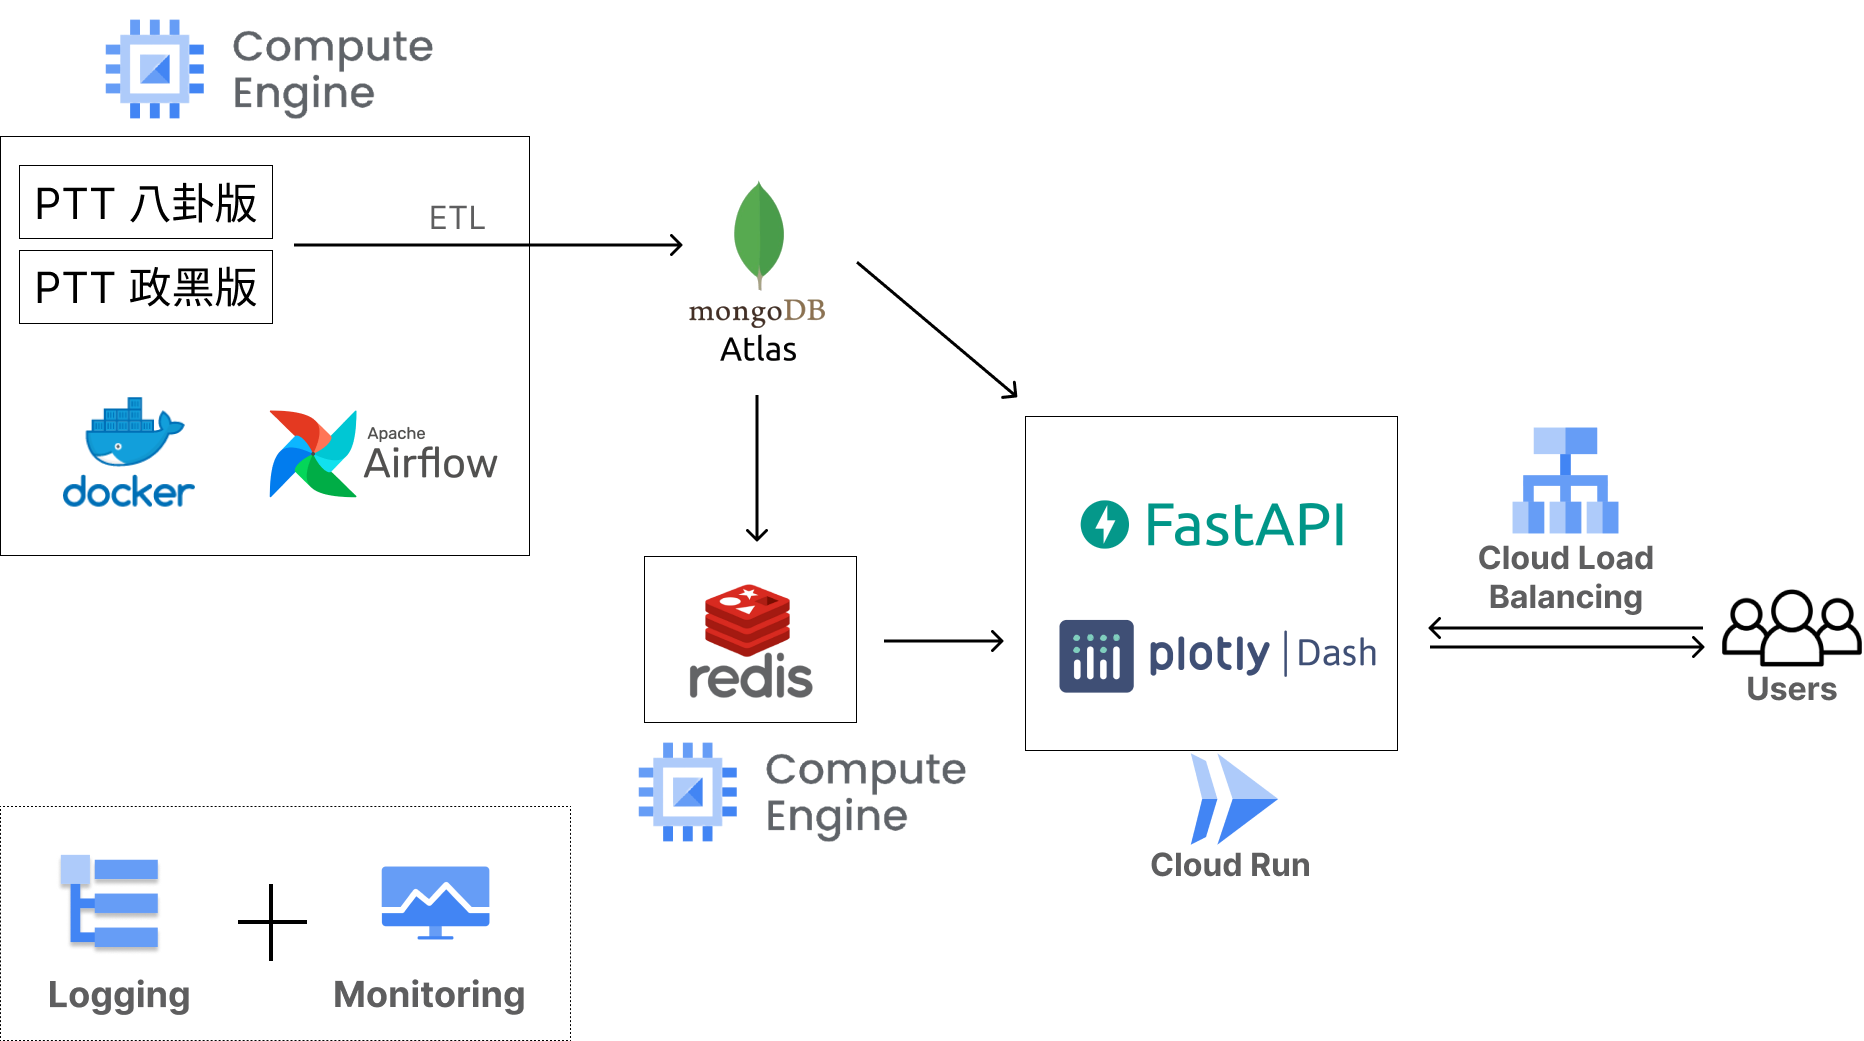 Compute
Engine
PTT 八卦版
PTT 政黑版
ETL
docker
Apache
Airflow
mongoDB
Atlas
redis
Compute
Engine
FastAPI
plotly | Dash
Cloud Run
Cloud Load
Balancing
Users
Logging
Monitoring